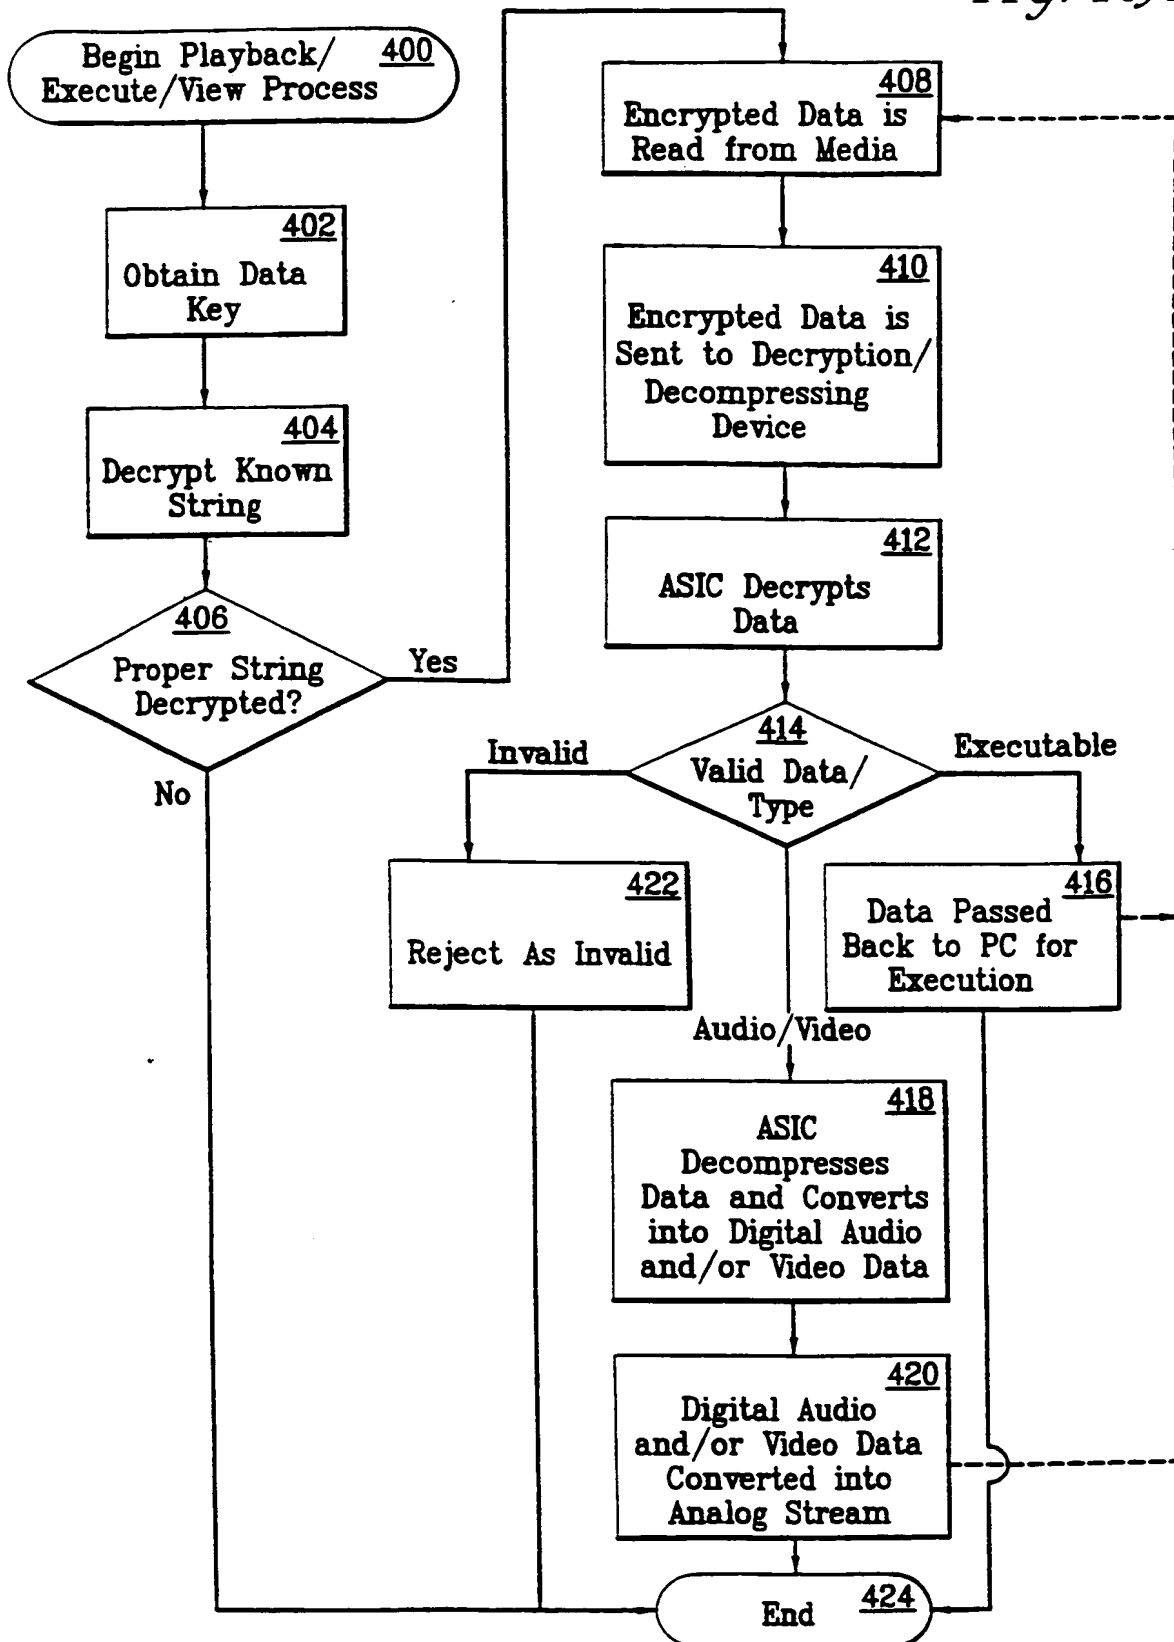 Begin Playback/ 400
Execute/View Process
402
Obtain Data
Key
404
Decrypt Known
String
406
Proper String
Decrypted?
Yes
No
408
Encrypted Data is
Read from Media
410
Encrypted Data is
Sent to Decryption/
Decompressing
Device
412
ASIC Decrypts
Data
414
Valid Data/
Type
Invalid
Executable
Audio/Video
422
Reject As Invalid
416
Data Passed
Back to PC for
Execution
418
ASIC
Decompresses
Data and Converts
into Digital Audio
and/or Video Data
420
Digital Audio
and/or Video Data
Converted into
Analog Stream
End 424